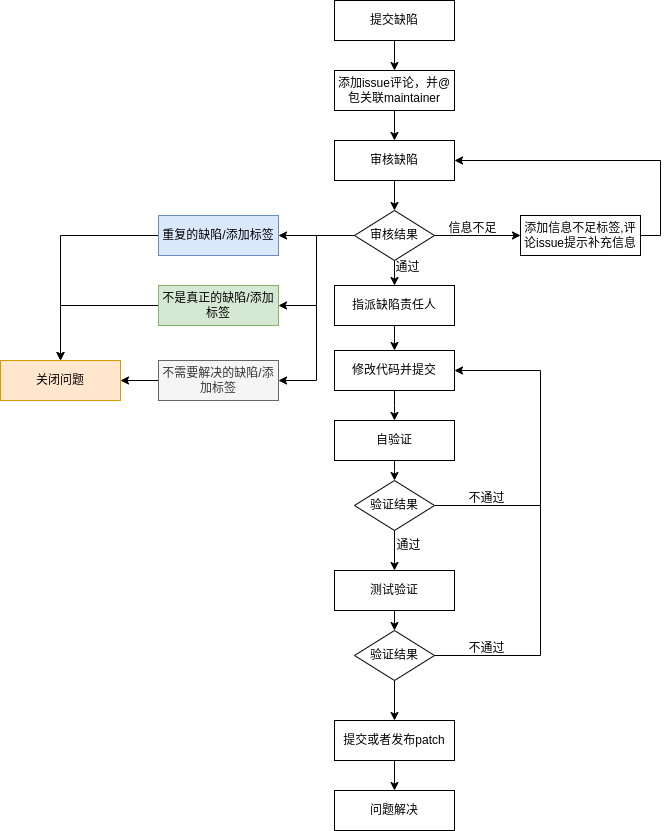 提交缺陷
添加issue评论，并@
包关联maintainer
审核缺陷
重复的缺陷/添加标签
审核结果
信息不足
添加信息不足标签,评
论issue提示补充信息
通过
不是真正的缺陷/添加
标签
指派缺陷责任人
关闭问题
不需要解决的缺陷/添
加标签
修改代码并提交
自验证
验证结果
不通过
通过
测试验证
验证结果
不通过
提交或者发布patch
问题解决